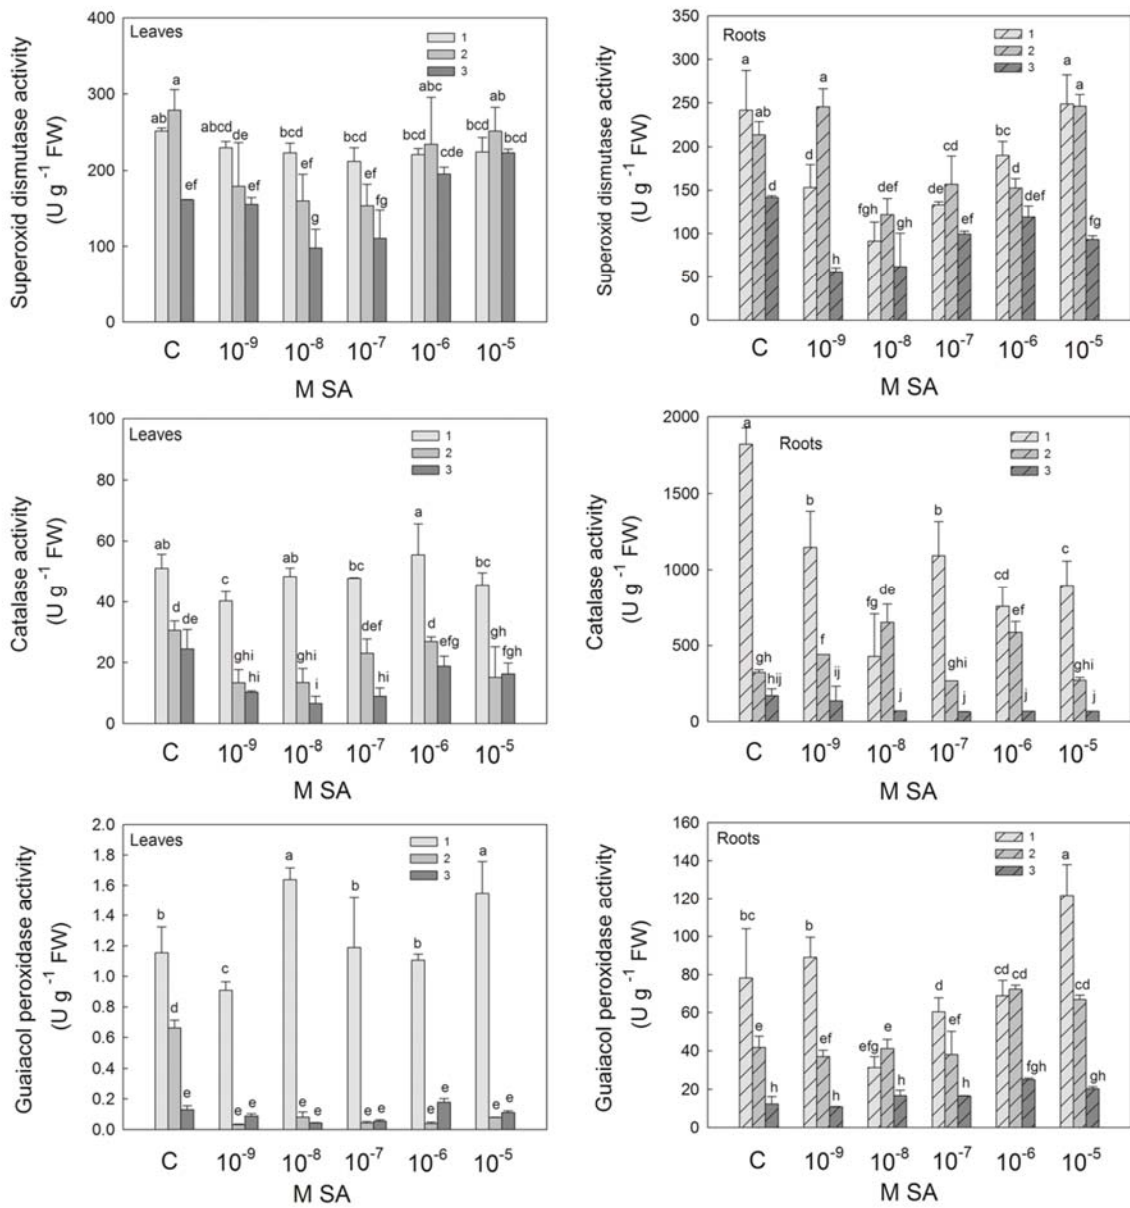 Leaves
1
2
3
Superoxid dismutase activity
(U g -1 FW)
400
300
200
100
0
ab a ef
abcd de ef
bcd ef g
bcd ef fg
bcd abc cde
bcd ab bcd
C 10-9 10-8 10-7 10-6 10-5
M SA
Roots
1
2
3
Superoxid dismutase activity
(U g -1 FW)
350
300
250
200
150
100
50
0
a ab d
d a h
fgh def gh
de cd ef
bc d def
a a fg
C 10-9 10-8 10-7 10-6 10-5
M SA
Leaves
1
2
3
Catalase activity
(U g -1 FW)
100
80
60
40
20
0
ab d de
c ghi hi
ab ghi i
bc def hi
a d efg
bc gh fgh
C 10-9 10-8 10-7 10-6 10-5
M SA
Roots
1
2
3
Catalase activity
(U g -1 FW)
2000
1500
1000
500
0
a gh hij
b f ij
fg de j
b ghi j
cd ef j
c ghi j
C 10-9 10-8 10-7 10-6 10-5
M SA
Leaves
1
2
3
Guaiacol peroxidase activity
(U g -1 FW)
2.0
1.8
1.6
1.4
1.2
1.0
0.8
0.6
0.4
0.2
0.0
b d e
c e e
a e e
b e e
b e e
a e e
C 10-9 10-8 10-7 10-6 10-5
M SA
Roots
1
2
3
Guaiacol peroxidase activity
(U g -1 FW)
160
140
120
100
80
60
40
20
0
bc e h
b ef h
efg e h
d ef h
cd cd fgh
a cd gh
C 10-9 10-8 10-7 10-6 10-5
M SA